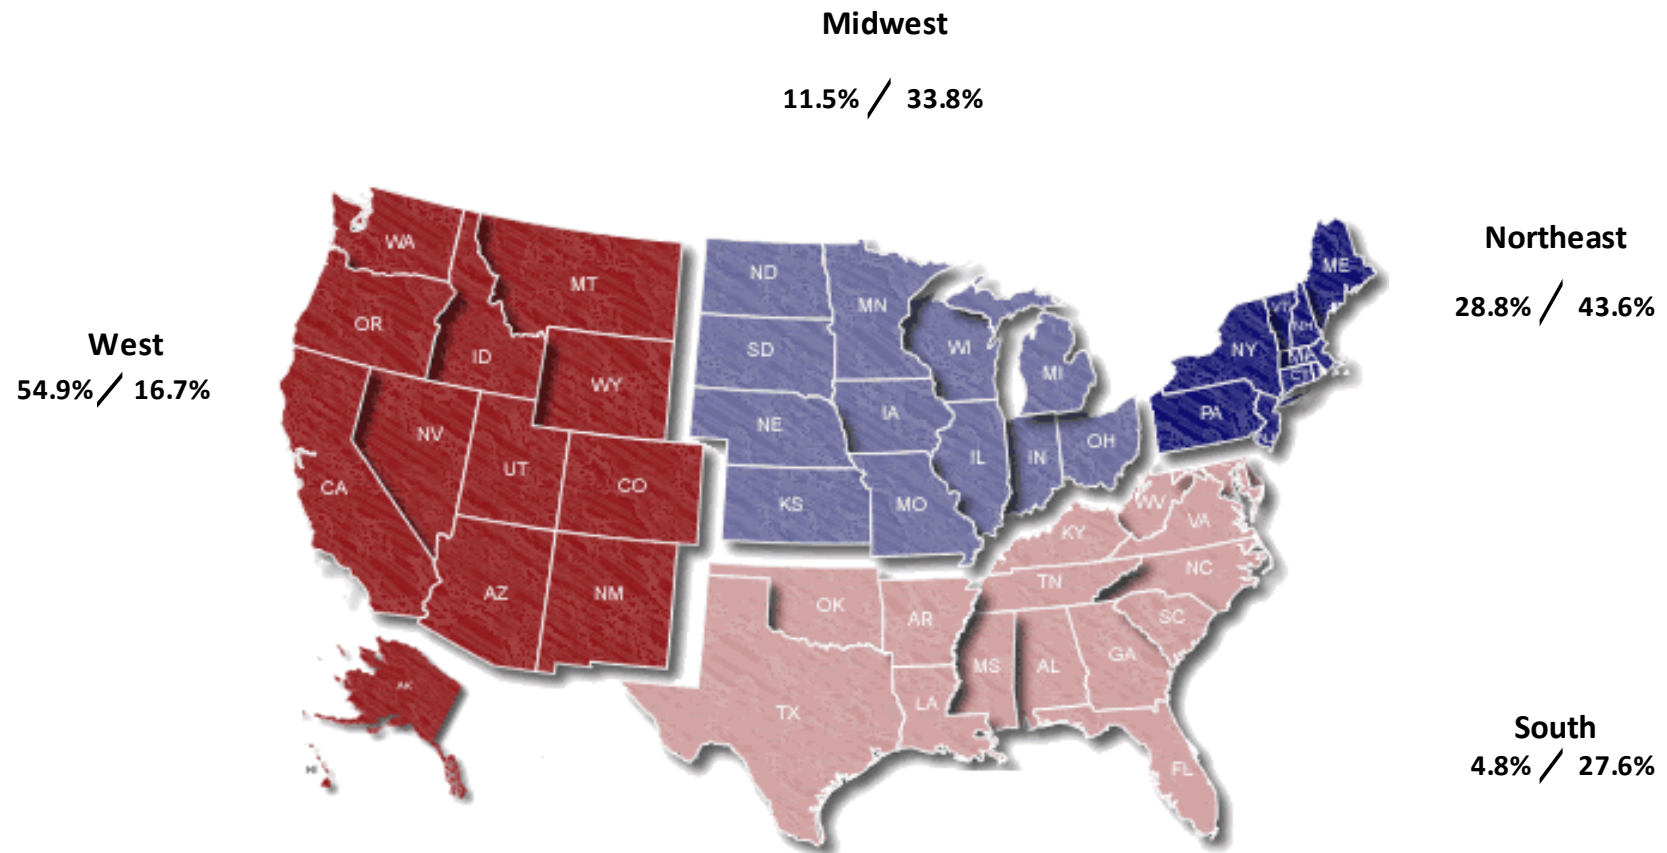 Midwest
11.5% / 33.8%
Northeast
28.8% / 43.6%
West
54.9% / 16.7%
South
4.8% / 27.6%
WA
MT
OR
ID
WY
NV
UT
CO
CA
AZ
NM
AK
HI
ND
MN
SD
WI
MI
NE
IA
IL
IN
OH
KS
MO
ME
VT
NH
NY
MA
CT
PA
NJ
WV
VA
KY
NC
TN
OK
AR
SC
MS
AL
GA
LA
TX
FL